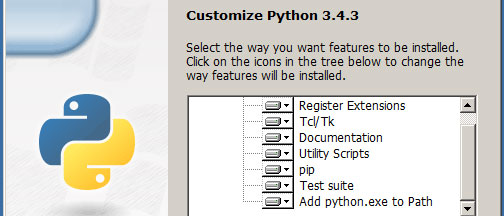 Customize Python 3.4.3
Select the way you want features to be installed.
Click on the icons in the tree below to change the
way features will be installed.
Register Extensions
Tcl/Tk
Documentation
Utility Scripts
pip
Test suite
Add python.exe to Path